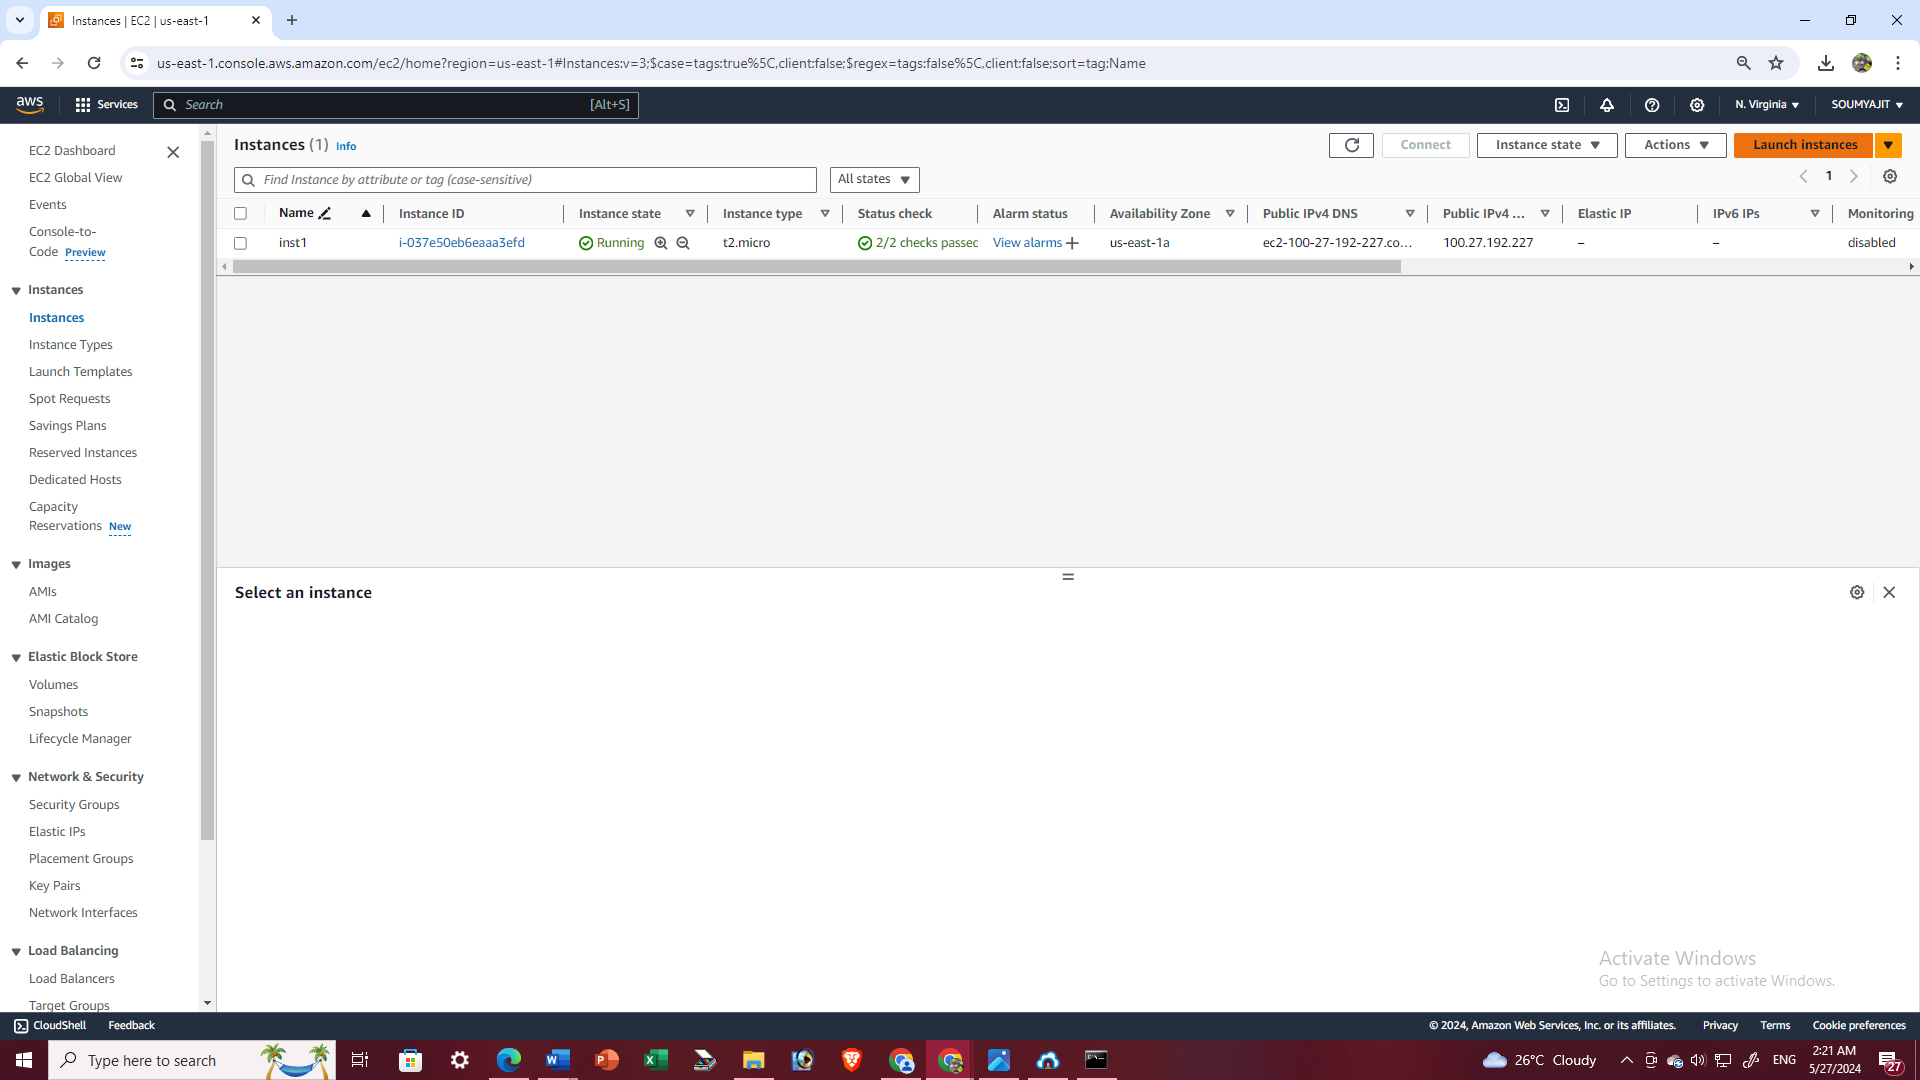 Instances | EC2 | us-east-1
us-east-1.console.aws.amazon.com/ec2/home?region=us-east-1#Instances:v=3;$case=tags:true%5C,client:false;$regex=tags:false%5C,client:false;sort=tag:Name
aws Services Search [Alt+S] N. Virginia SOUMYAJIT
EC2 Dashboard
EC2 Global View
Events
Console-to-
Code Preview
Instances
Instances
Instance Types
Launch Templates
Spot Requests
Savings Plans
Reserved Instances
Dedicated Hosts
Capacity
Reservations New
Images
AMIs
AMI Catalog
Elastic Block Store
Volumes
Snapshots
Lifecycle Manager
Network & Security
Security Groups
Elastic IPs
Placement Groups
Key Pairs
Network Interfaces
Load Balancing
Load Balancers
Target Groups
Instances (1) Info Connect Instance state Actions Launch instances
Find Instance by attribute or tag (case-sensitive) All states 1
Name Instance ID Instance state Instance type Status check Alarm status Availability Zone Public IPv4 DNS Public IPv4 ... Elastic IP IPv6 IPs Monitoring
inst1 i-037e50eb6eaaa3efd Running t2.micro 2/2 checks passec View alarms + us-east-1a ec2-100-27-192-227.co... 100.27.192.227 – – disabled
Select an instance
Activate Windows
Go to Settings to activate Windows.
CloudShell Feedback © 2024, Amazon Web Services, Inc. or its affiliates. Privacy Terms Cookie preferences
Type here to search 26°C Cloudy ENG 2:21 AM
5/27/2024 27